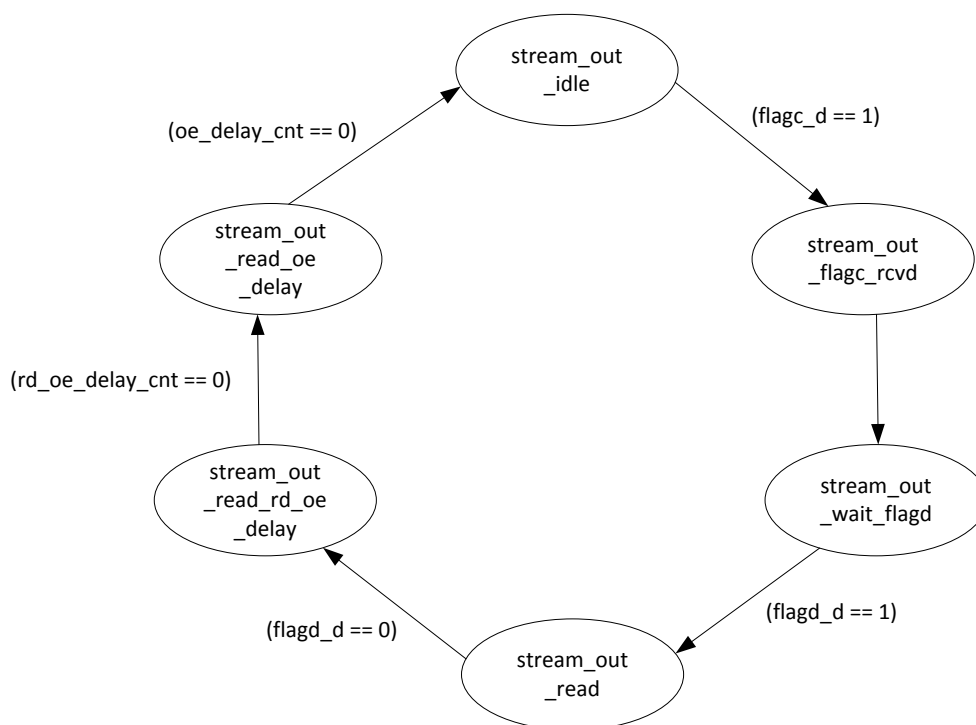 stream_out
_idle
(flagc_d == 1)
(oe_delay_cnt == 0)
stream_out
_read_oe
_delay
stream_out
_flagc_rcvd
(rd_oe_delay_cnt == 0)
stream_out
_read_rd_oe
_delay
stream_out
_wait_flagd
(flagd_d == 0)
(flagd_d == 1)
stream_out
_read